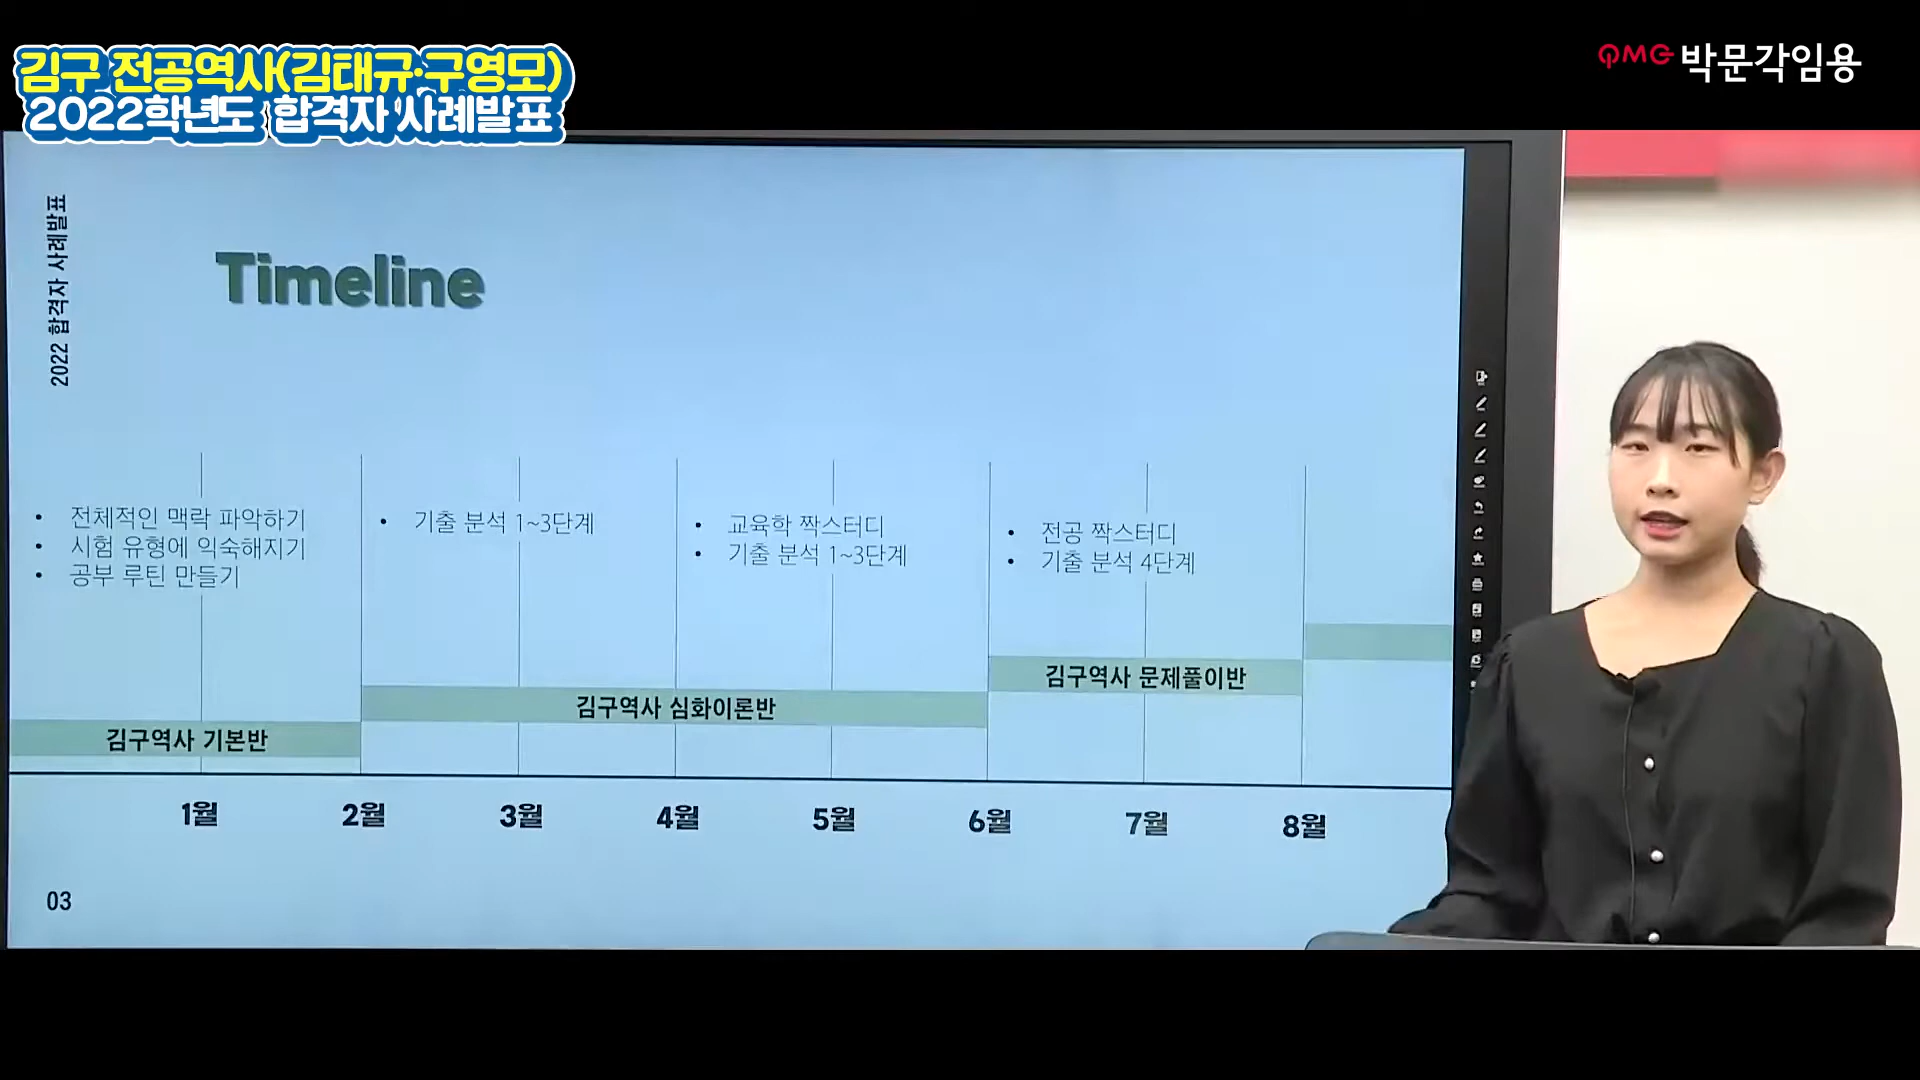 김구 전공역사(김태규·구영모)
2022학년도 합격자 사례발표
PMG 박문각임용
2022 합격자 사례발표
Timeline
• 전체적인 맥락 파악하기
• 시험 유형에 익숙해지기
• 공부 루틴 만들기
• 기출 분석 1~3단계
• 교육학 짝스터디
• 기출 분석 1~3단계
• 전공 짝스터디
• 기출 분석 4단계
김구역사 기본반
김구역사 심화이론반
김구역사 문제풀이반
1월
2월
3월
4월
5월
6월
7월
8월
03